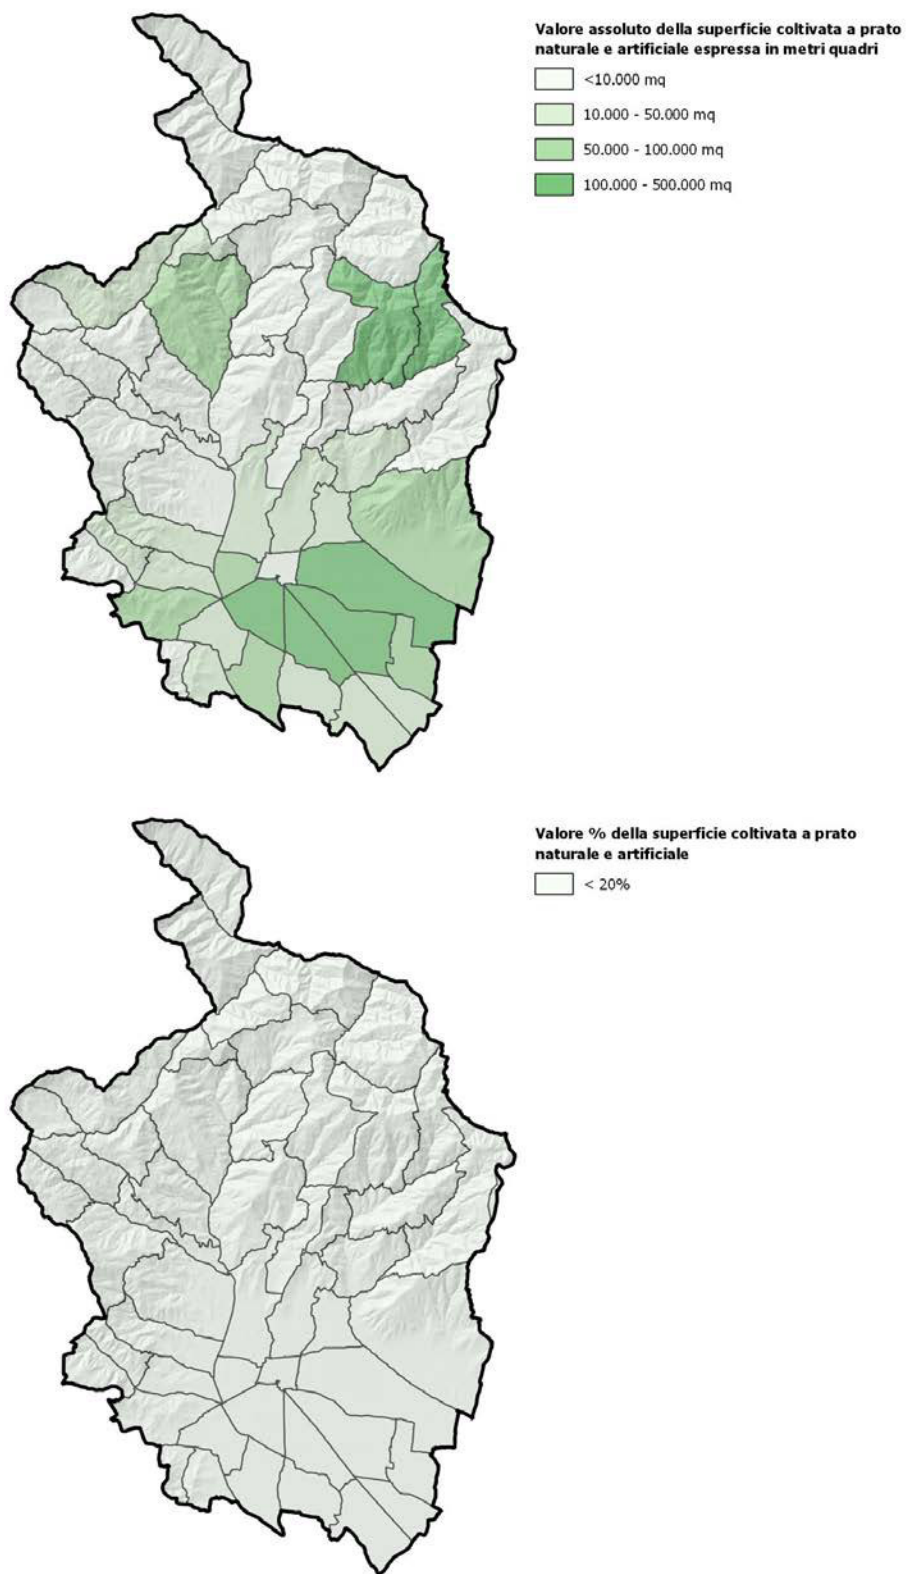 Valore assoluto della superficie coltivata a prato
naturale e artificiale espressa in metri quadri
<10.000 mq
10.000 - 50.000 mq
50.000 - 100.000 mq
100.000 - 500.000 mq
Valore % della superficie coltivata a prato
naturale e artificiale
< 20%